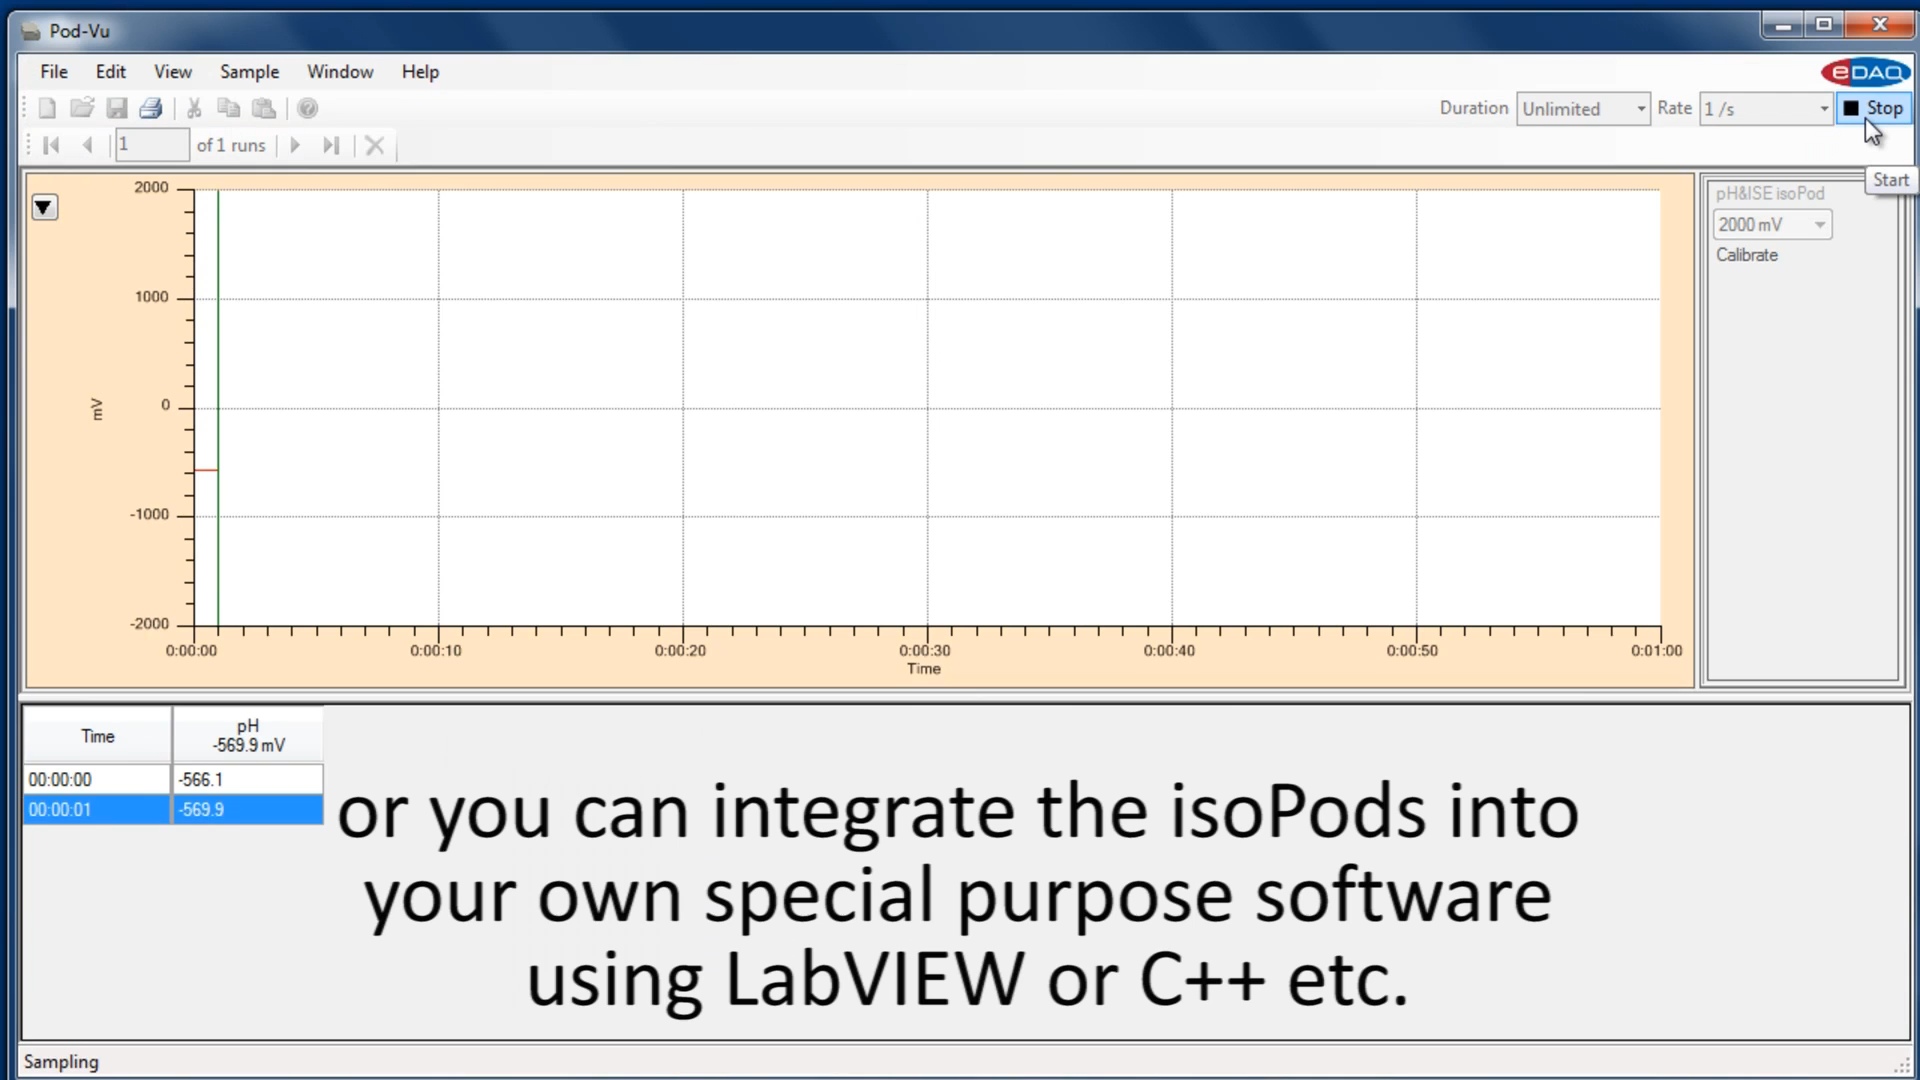 Pod-Vu
File Edit View Sample Window Help
eDAQ
Duration Unlimited Rate 1 /s Stop
1 of 1 runs
Start
pH&ISE isoPod
2000 mV
Calibrate
2000
1000
0
-1000
-2000
mV
0:00:00 0:00:10 0:00:20 0:00:30 0:00:40 0:00:50 0:01:00
Time
Time pH
-569.9 mV
00:00:00 -566.1
00:00:01 -569.9
or you can integrate the isoPods into
your own special purpose software
using LabVIEW or C++ etc.
Sampling